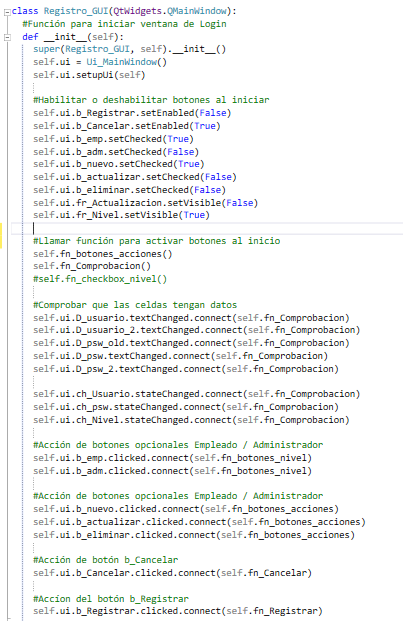 class Registro_GUI(QtWidgets.QMainWindow):
#Función para iniciar ventana de Login
def __init__(self):
super(Registro_GUI, self).__init__()
self.ui = Ui_MainWindow()
self.ui.setupUi(self)
#Habilitar o deshabilitar botones al iniciar
self.ui.b_Registrar.setEnabled(False)
self.ui.b_Cancelar.setEnabled(True)
self.ui.b_emp.setChecked(True)
self.ui.b_adm.setChecked(False)
self.ui.b_nuevo.setChecked(True)
self.ui.b_actualizar.setChecked(False)
self.ui.b_eliminar.setChecked(False)
self.ui.fr_Actualizacion.setVisible(False)
self.ui.fr_Nivel.setVisible(True)
#Llamar función para activar botones al inicio
self.fn_botones_acciones()
self.fn_Comprobacion()
#self.fn_checkbox_nivel()
#Comprobar que las celdas tengan datos
self.ui.D_usuario.textChanged.connect(self.fn_Comprobacion)
self.ui.D_usuario_2.textChanged.connect(self.fn_Comprobacion)
self.ui.D_psw_old.textChanged.connect(self.fn_Comprobacion)
self.ui.D_psw.textChanged.connect(self.fn_Comprobacion)
self.ui.D_psw_2.textChanged.connect(self.fn_Comprobacion)
self.ui.ch_Usuario.stateChanged.connect(self.fn_Comprobacion)
self.ui.ch_psw.stateChanged.connect(self.fn_Comprobacion)
self.ui.ch_Nivel.stateChanged.connect(self.fn_Comprobacion)
#Acción de botones opcionales Empleado / Administrador
self.ui.b_emp.clicked.connect(self.fn_botones_nivel)
self.ui.b_adm.clicked.connect(self.fn_botones_nivel)
#Acción de botones opcionales Empleado / Administrador
self.ui.b_nuevo.clicked.connect(self.fn_botones_acciones)
self.ui.b_actualizar.clicked.connect(self.fn_botones_acciones)
self.ui.b_eliminar.clicked.connect(self.fn_botones_acciones)
#Acción de botón b_Cancelar
self.ui.b_Cancelar.clicked.connect(self.fn_Cancelar)
#Accíon del botón b_Registrar
self.ui.b_Registrar.clicked.connect(self.fn_Registrar)